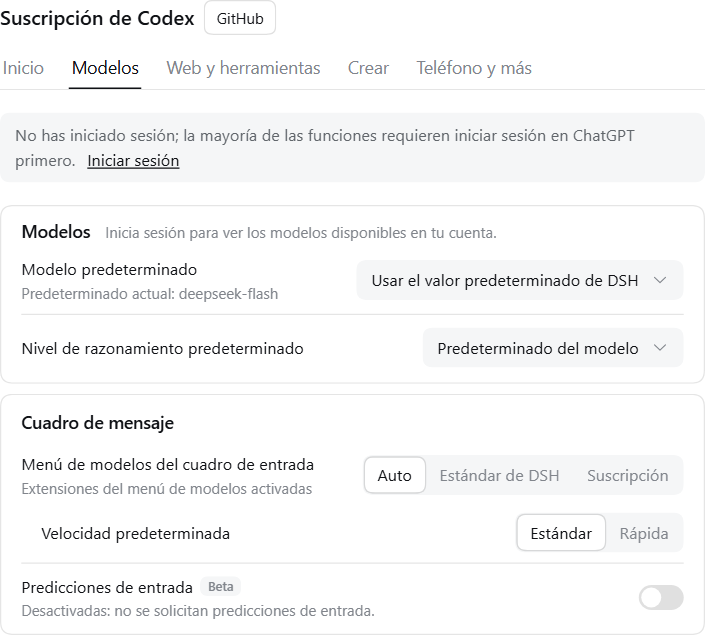 Suscripción de Codex
GitHub
Inicio
Modelos
Web y herramientas
Crear
Teléfono y más
No has iniciado sesión; la mayoría de las funciones requieren iniciar sesión en ChatGPT
primero. Iniciar sesión
Modelos
Inicia sesión para ver los modelos disponibles en tu cuenta.
Modelo predeterminado
Predeterminado actual: deepseek-flash
Usar el valor predeterminado de DSH
Nivel de razonamiento predeterminado
Predeterminado del modelo
Cuadro de mensaje
Menú de modelos del cuadro de entrada
Extensiones del menú de modelos activadas
Auto
Estándar de DSH
Suscripción
Velocidad predeterminada
Estándar
Rápida
Predicciones de entrada
Beta
Desactivadas: no se solicitan predicciones de entrada.